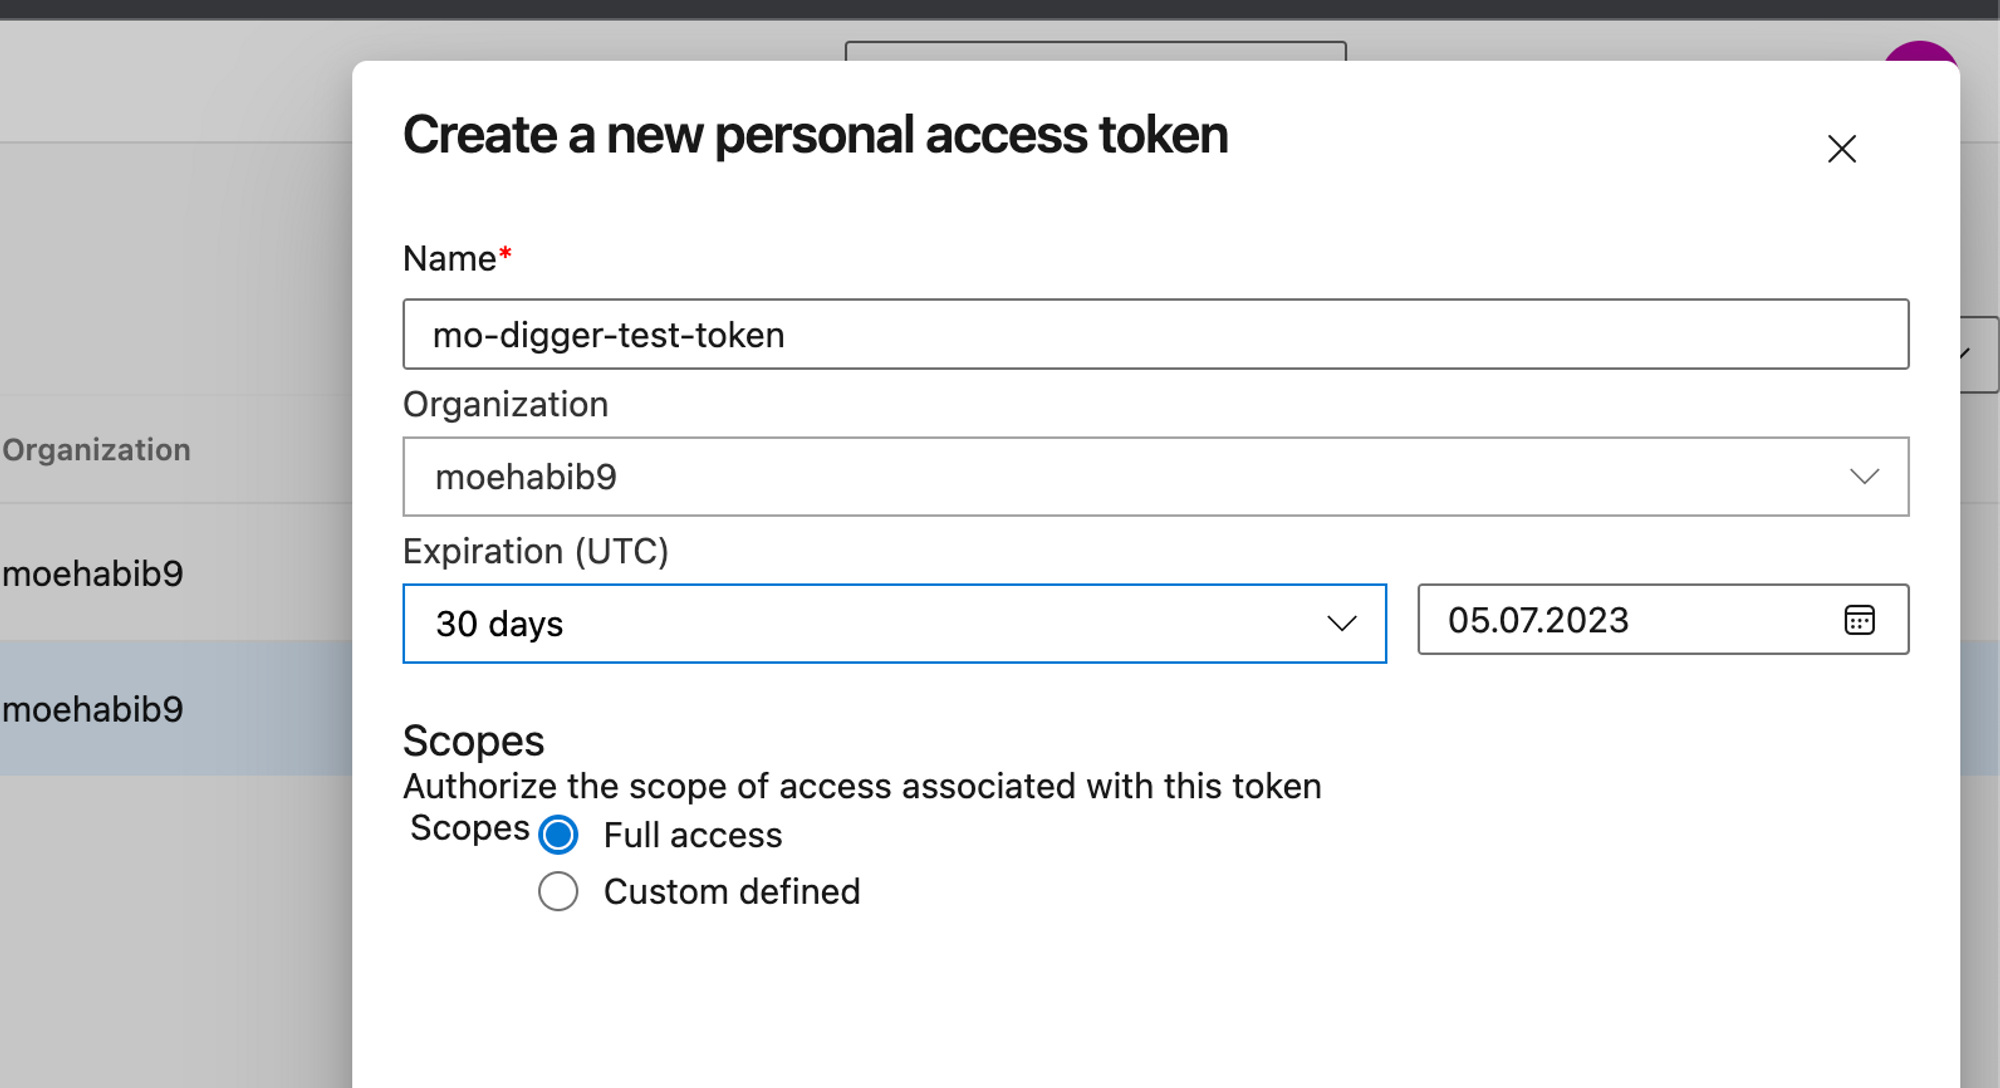 Create a new personal access token
Name*
mo-digger-test-token
Organization
moehabib9
Expiration (UTC)
30 days
05.07.2023
Scopes
Authorize the scope of access associated with this token
Scopes
Full access
Custom defined
Organization
moehabib9
moehabib9